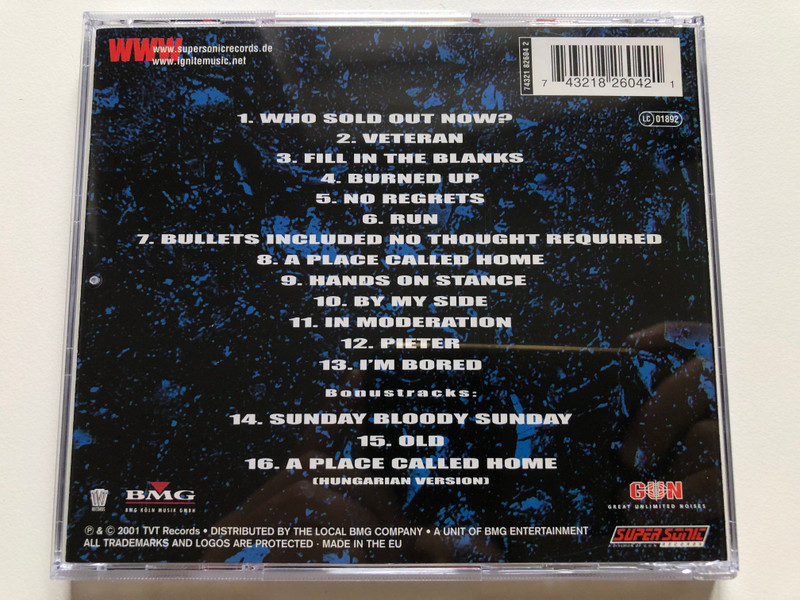 WWW.
www.supersonicrecords.de
www.Ignitemusic.net
74321 82604 2
7 43218 26042 1
LC 01892
1. WHO SOLD OUT NOW?
2. VETERAN
3. FILL IN THE BLANKS
4. BURNED UP
5. NO REGRETS
6. RUN
7. BULLETS INCLUDED NO THOUGHT REQUIRED
8. A PLACE CALLED HOME
9. HANDS ON STANCE
10. BY MY SIDE
11. IN MODERATION
12. PIETER
13. I'M BORED
Bonustracks:
14. SUNDAY BLOODY SUNDAY
15. OLD
16. A PLACE CALLED HOME
(HUNGARIAN VERSION)
TVT
RECORDS
BMG
BMG KÖLN MUSIK GMBH
GUN
GREAT UNLIMITED NOISES
℗ & © 2001 TVT Records • DISTRIBUTED BY THE LOCAL BMG COMPANY • A UNIT OF BMG ENTERTAINMENT
ALL TRADEMARKS AND LOGOS ARE PROTECTED · MADE IN THE EU
SUPER SONIC
RECORDS